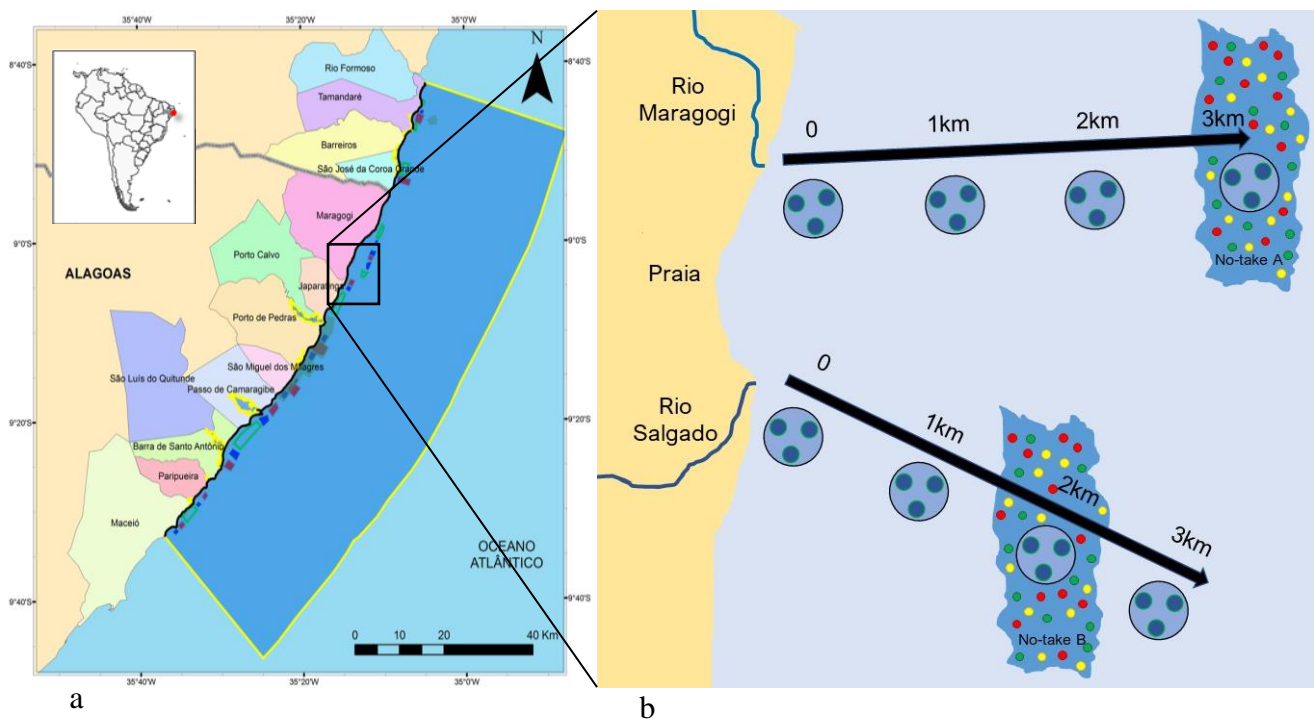 35°40'W
35°20'W
35°0'W
N
8°40'S
8°40'S
Rio Formoso
Tamandaré
Barreiros
São José da Coroa Grande
Maragogi
9°0'S
9°0'S
Porto Calvo
ALAGOAS
Japaratinga
Porto de Pedras
São Miguel dos Milagres
São Luís do Quitunde
Passo de Camaragibe
9°20'S
9°20'S
Barra de Santo Antônio
Paripueira
Maceió
OCEANO
ATLÂNTICO
9°40'S
9°40'S
0
10
20
40 Km
35°40'W
35°20'W
35°0'W
a
Rio
Maragogi
0
1km
2km
3km
No-take A
Praia
Rio
Salgado
0
1km
2km
3km
No-take B
b